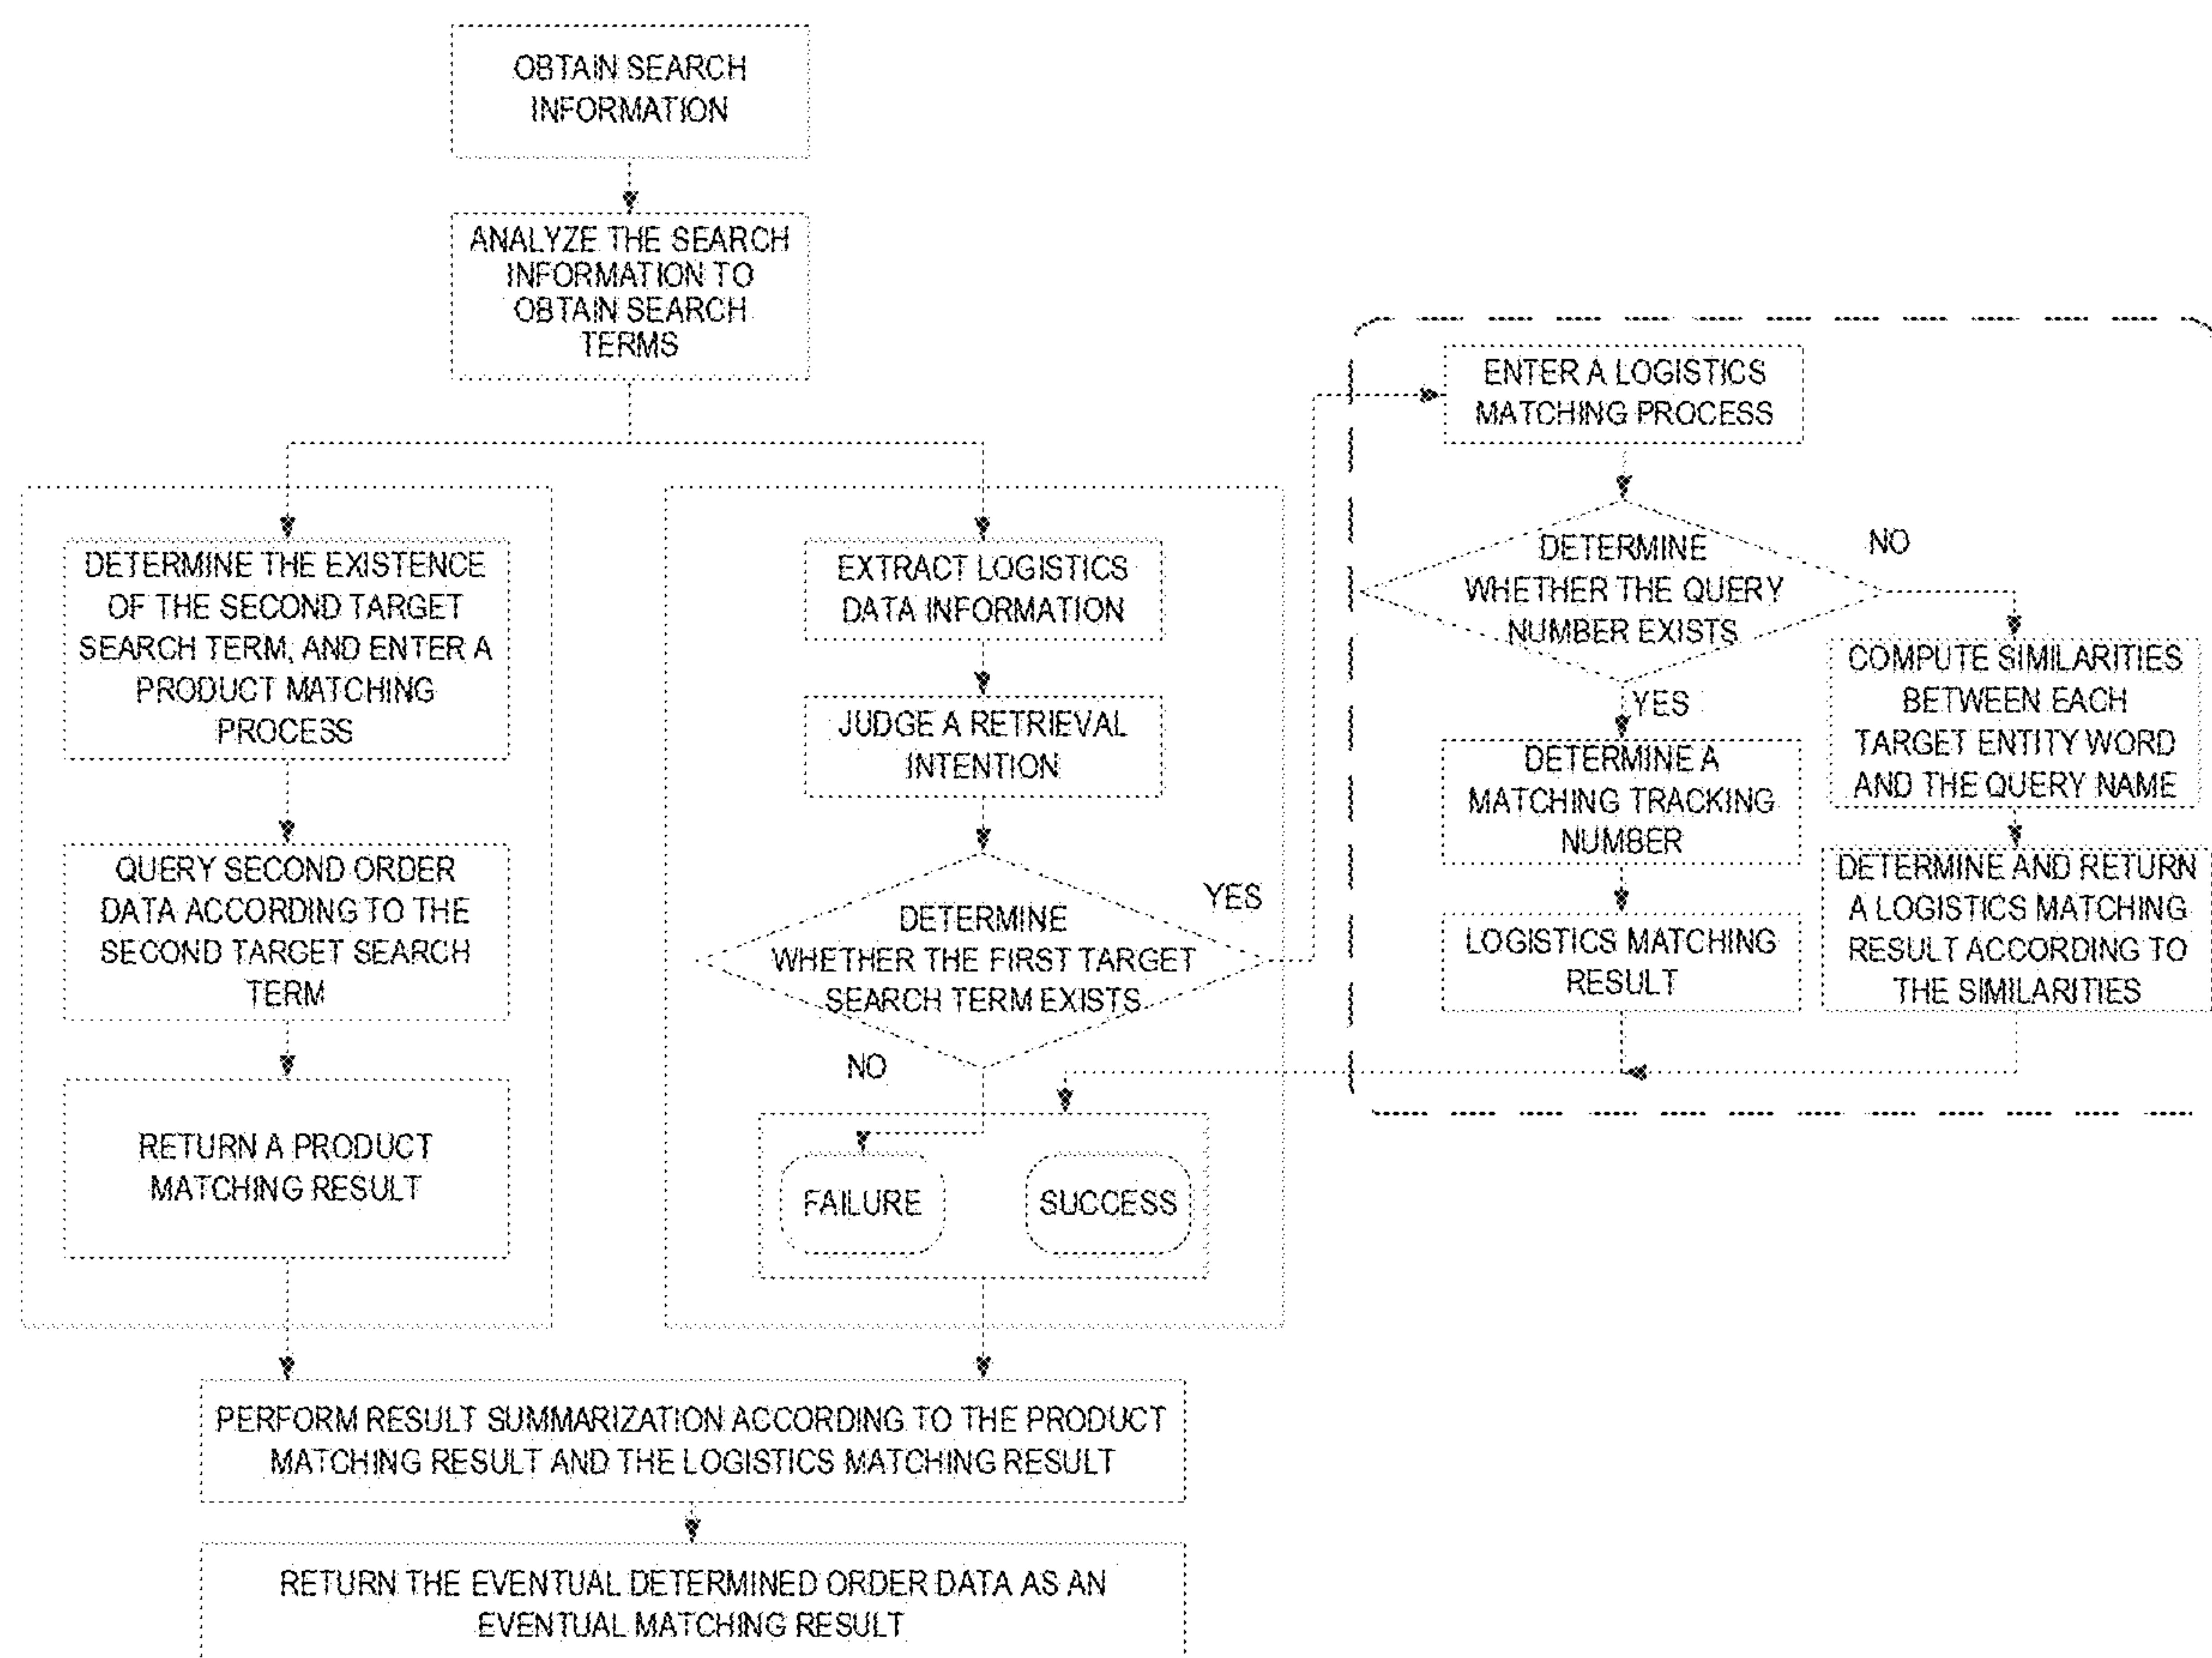 OBTAIN SEARCH
INFORMATION
ANALYZE THE SEARCH
INFORMATION TO
OBTAIN SEARCH
TERMS
DETERMINE THE EXISTENCE
OF THE SECOND TARGET
SEARCH TERM, AND ENTER A
PRODUCT MATCHING
PROCESS
QUERY SECOND ORDER
DATA ACCORDING TO THE
SECOND TARGET SEARCH
TERM
RETURN A PRODUCT
MATCHING RESULT
EXTRACT LOGISTICS
DATA INFORMATION
JUDGE A RETRIEVAL
INTENTION
DETERMINE
WHETHER THE FIRST TARGET
SEARCH TERM EXISTS
YES
NO
FAILURE
SUCCESS
ENTER A LOGISTICS
MATCHING PROCESS
DETERMINE
WHETHER THE QUERY
NUMBER EXISTS
NO
YES
DETERMINE A
MATCHING TRACKING
NUMBER
LOGISTICS MATCHING
RESULT
COMPUTE SIMILARITIES
BETWEEN EACH
TARGET ENTITY WORD
AND THE QUERY NAME
DETERMINE AND RETURN
A LOGISTICS MATCHING
RESULT ACCORDING TO
THE SIMILARITIES
PERFORM RESULT SUMMARIZATION ACCORDING TO THE PRODUCT
MATCHING RESULT AND THE LOGISTICS MATCHING RESULT
RETURN THE EVENTUAL DETERMINED ORDER DATA AS AN
EVENTUAL MATCHING RESULT